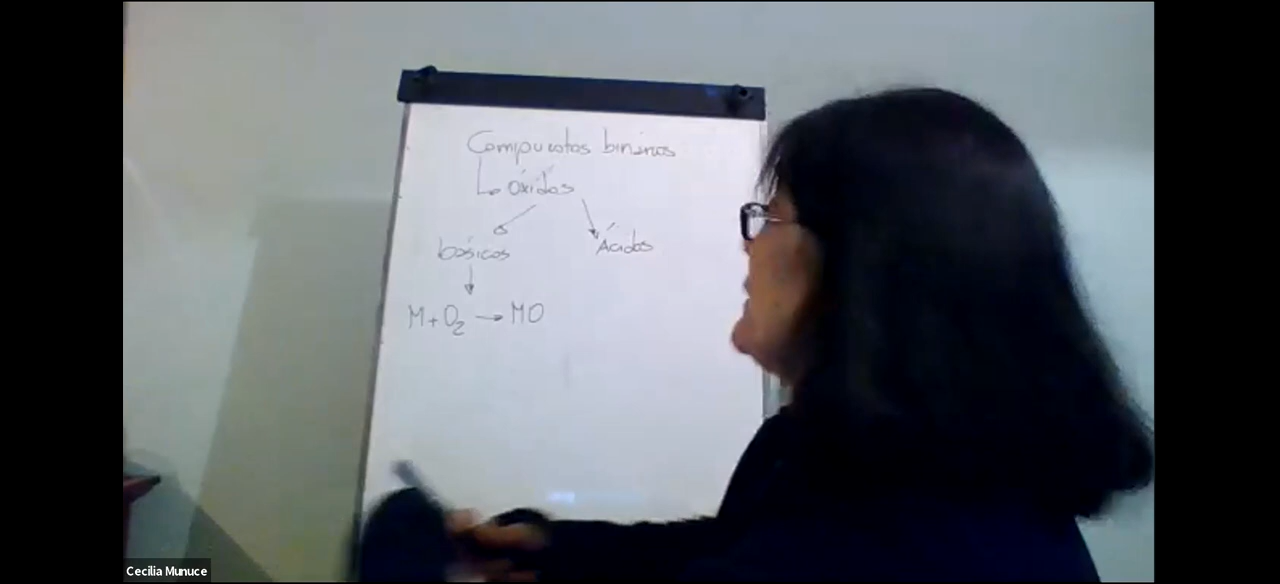 Compuestos binarios
↳ Óxidos
básicos Ácidos
M + O₂ → MO
Cecilia Munuce